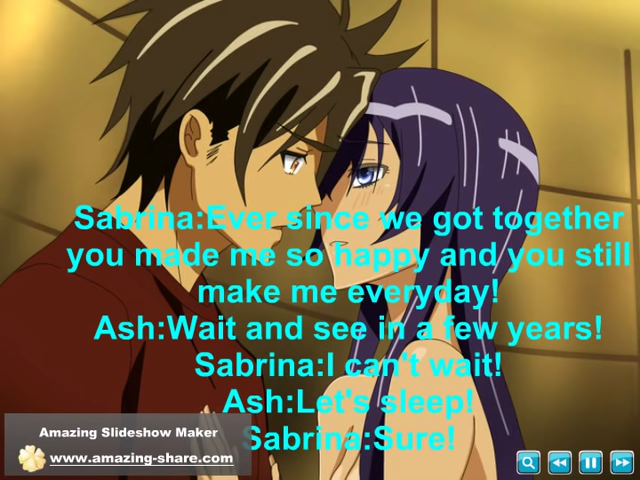 Sabrina:Ever since we got together
you made me so happy and you still
make me everyday!
Ash:Wait and see in a few years!
Sabrina:I can't wait!
Ash:Let's sleep!
Sabrina:Sure!
Amazing Slideshow Maker
www.amazing-share.com